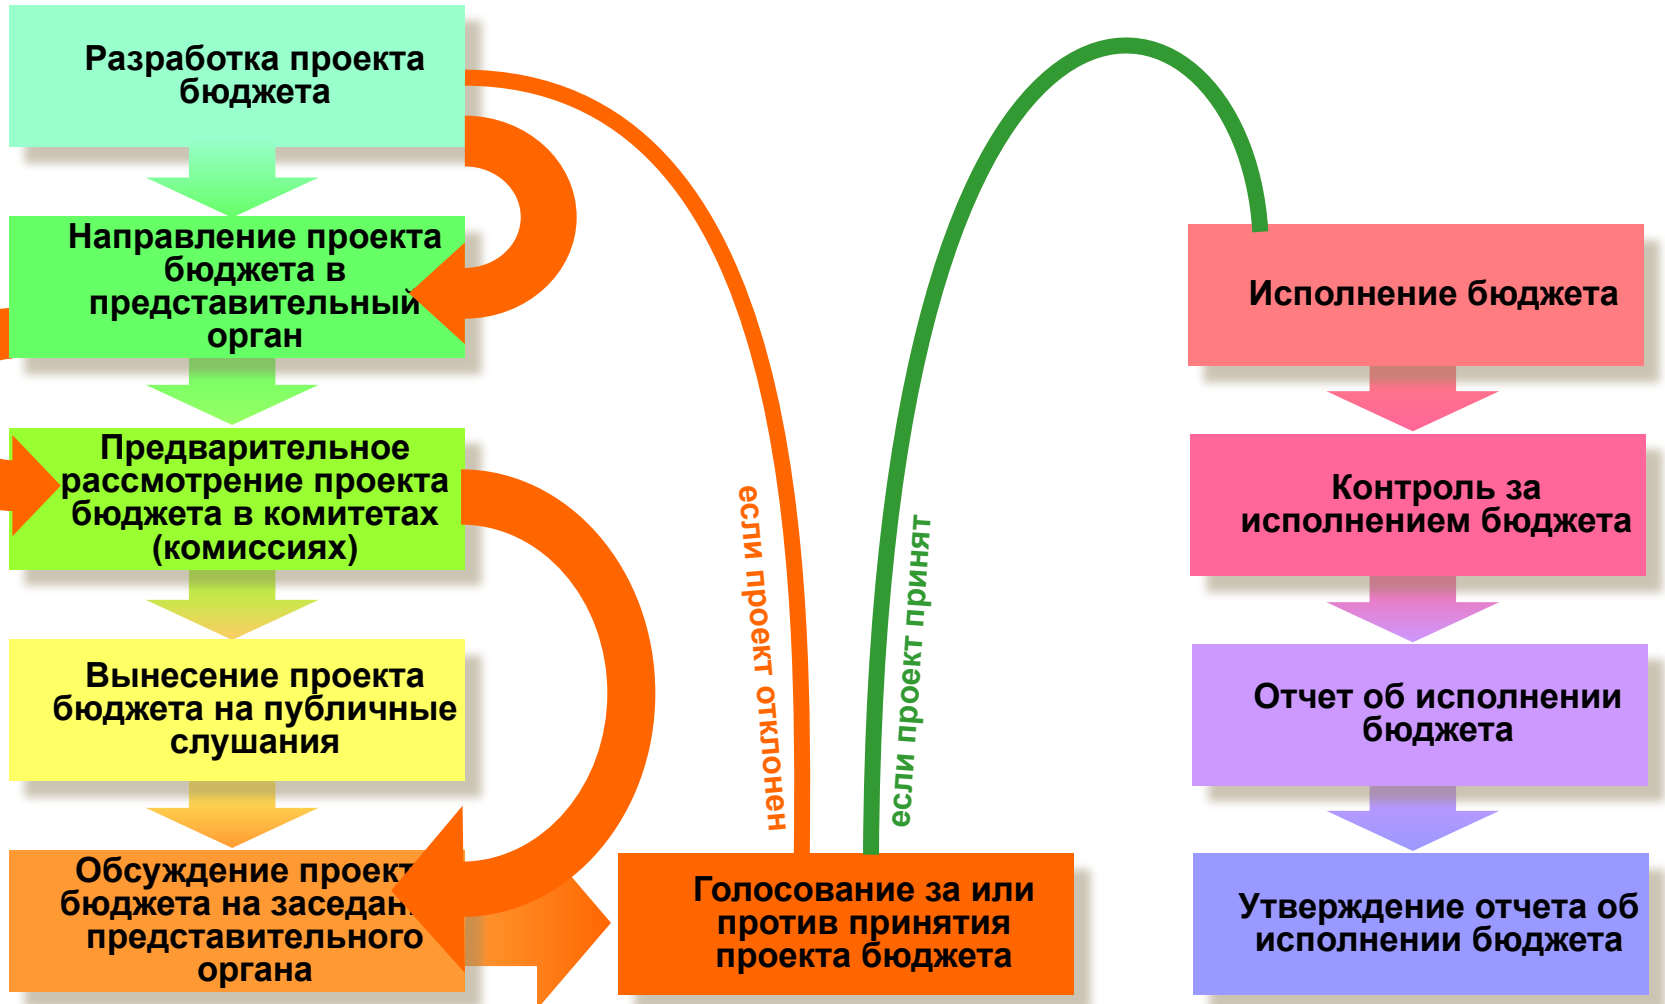 Разработка проекта
бюджета
Направление проекта
бюджета в
представительный
орган
Предварительное
рассмотрение проекта
бюджета в комитетах
(комиссиях)
Вынесение проекта
бюджета на публичные
слушания
Обсуждение проект
бюджета на заседан
представительного
органа
если проект отклонен
Голосование за или
против принятия
проекта бюджета
если проект принят
Исполнение бюджета
Контроль за
исполнением бюджета
Отчет об исполнении
бюджета
Утверждение отчета об
исполнении бюджета